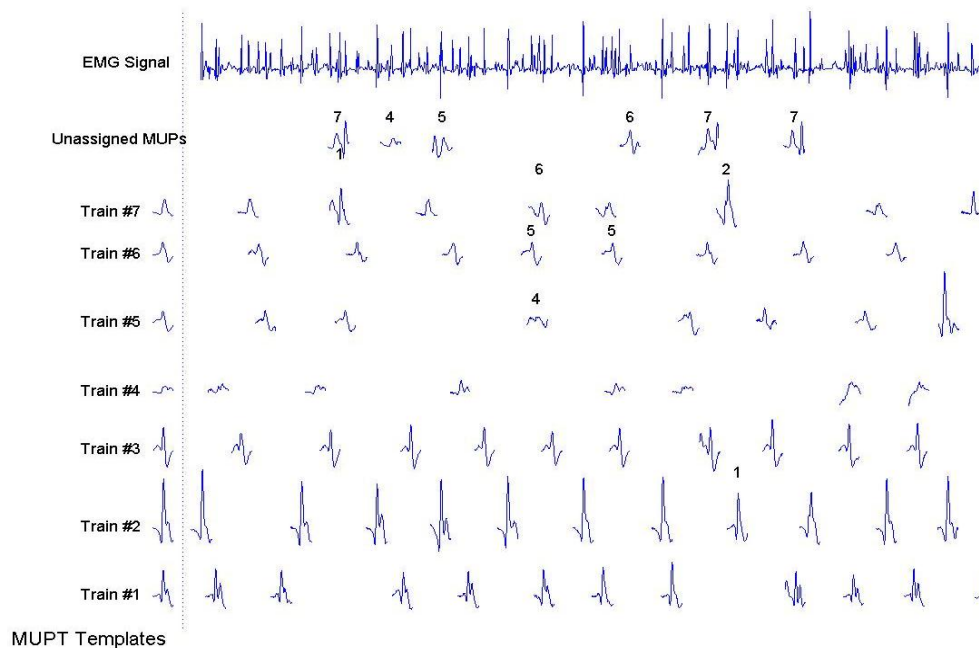 EMG Signal
7 4 5 6 7 7
Unassigned MUPs
1 6 2
Train #7
5 5
Train #6
4
Train #5
Train #4
Train #3
1
Train #2
Train #1
MUPT Templates